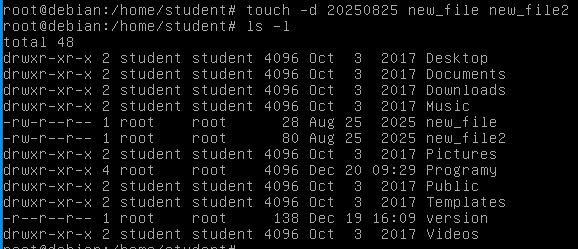 root@debian:/home/student# touch -d 20250825 new_file new_file2
root@debian:/home/student# ls -l
total 48
drwxr-xr-x 2 student student 4096 Oct  3  2017 Desktop
drwxr-xr-x 2 student student 4096 Oct  3  2017 Documents
drwxr-xr-x 2 student student 4096 Oct  3  2017 Downloads
drwxr-xr-x 2 student student 4096 Oct  3  2017 Music
-rw-r--r-- 1 root    root      28 Aug 25  2025 new_file
-rw-r--r-- 1 root    root      80 Aug 25  2025 new_file2
drwxr-xr-x 2 student student 4096 Oct  3  2017 Pictures
drwxr-xr-x 4 root    root    4096 Dec 20 09:29 Programy
drwxr-xr-x 2 student student 4096 Oct  3  2017 Public
drwxr-xr-x 2 student student 4096 Oct  3  2017 Templates
-r--r--r-- 1 root    root     138 Dec 19 16:09 version
drwxr-xr-x 2 student student 4096 Oct  3  2017 Videos
root@debian:/home/student#